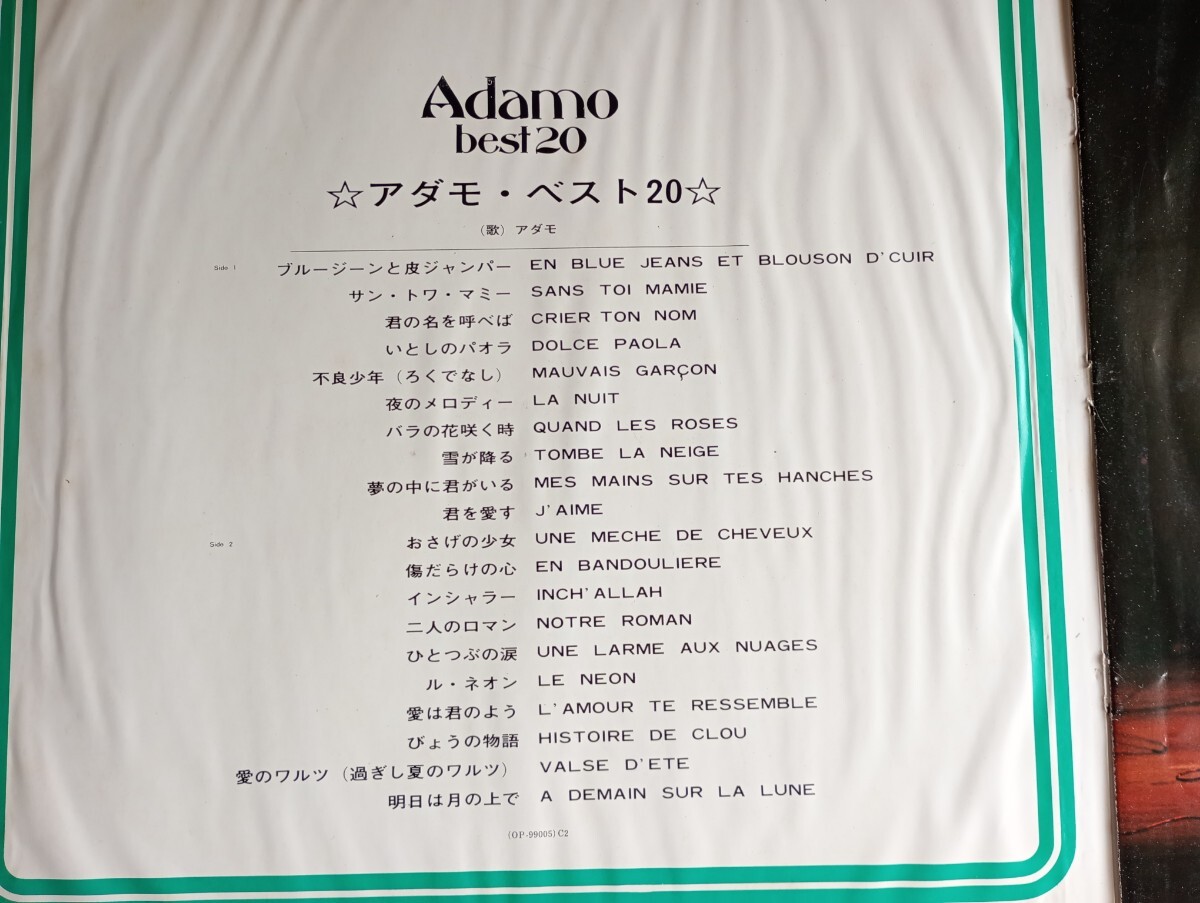 Adamo
best20
☆アダモ・ベスト20☆
(歌) アダモ
Side 1 ブルージーンと皮ジャンパー EN BLUE JEANS ET BLOUSON D'CUIR
サン・トワ・マミー SANS TOI MAMIE
君の名を呼べば CRIER TON NOM
いとしのパオラ DOLCE PAOLA
不良少年 (ろくでなし) MAUVAIS GARÇON
夜のメロディー LA NUIT
バラの花咲く時 QUAND LES ROSES
雪が降る TOMBE LA NEIGE
夢の中に君がいる MES MAINS SUR TES HANCHES
君を愛す J'AIME
Side 2 おさげの少女 UNE MECHE DE CHEVEUX
傷だらけの心 EN BANDOULIERE
インシャラー INCH'ALLAH
二人のロマン NOTRE ROMAN
ひとつぶの涙 UNE LARME AUX NUAGES
ル・ネオン LE NEON
愛は君のよう L'AMOUR TE RESSEMBLE
びょうの物語 HISTOIRE DE CLOU
愛のワルツ (過ぎし夏のワルツ) VALSE D'ETE
明日は月の上で A DEMAIN SUR LA LUNE
(OP-99005) C2